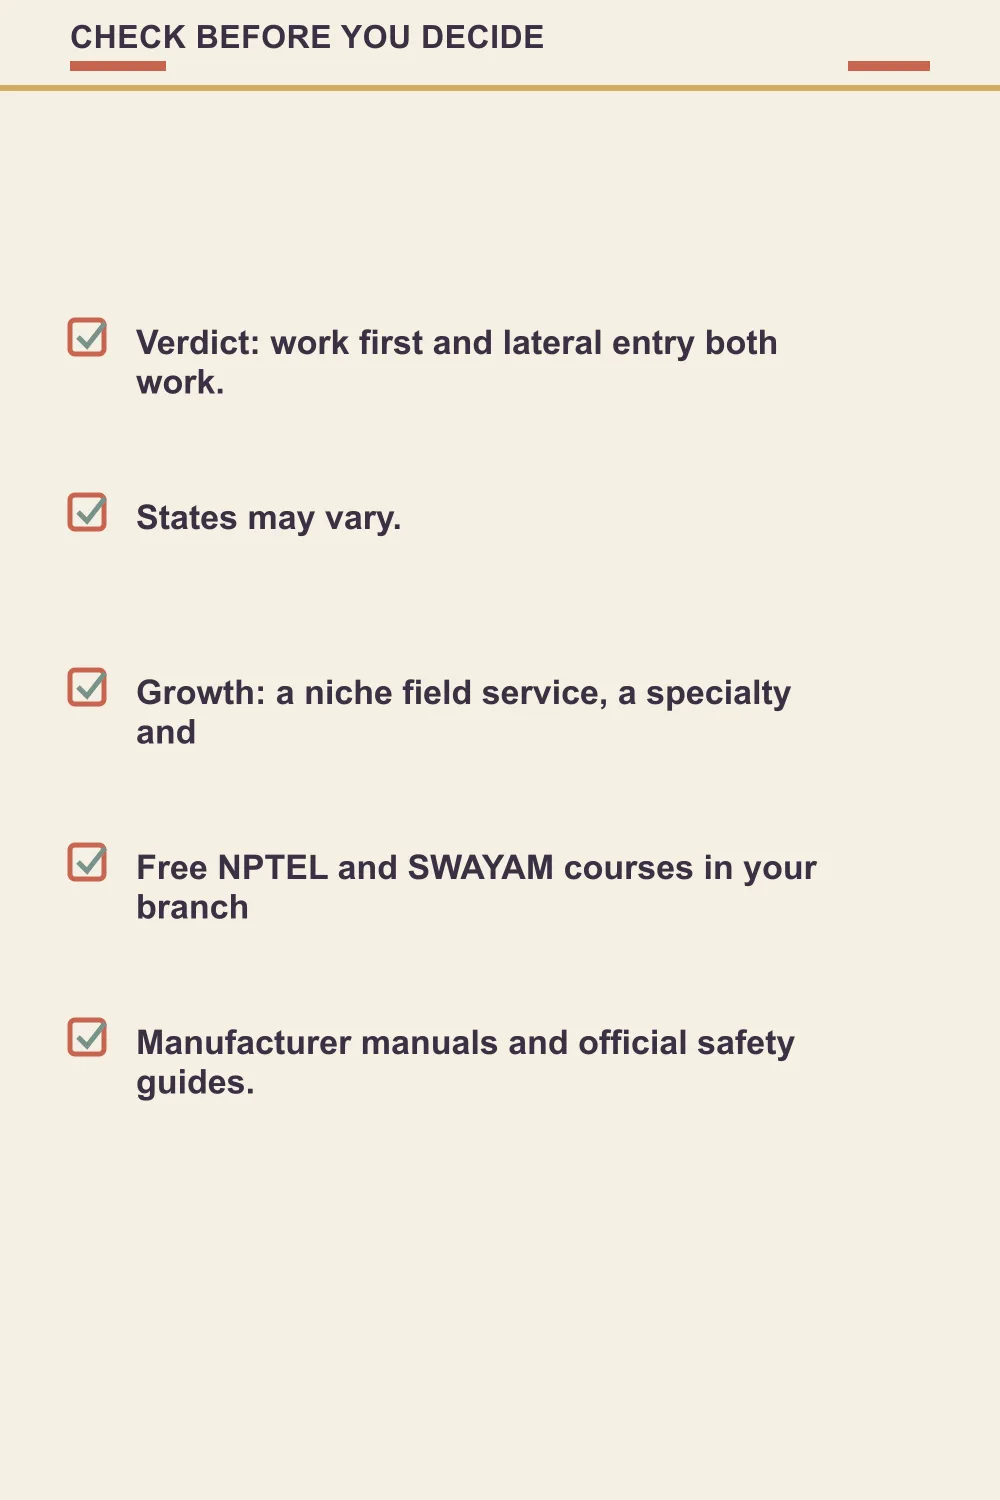 CHECK BEFORE YOU DECIDE
Verdict: work first and lateral entry both
work.
States may vary.
Growth: a niche field service, a specialty
and
Free NPTEL and SWAYAM courses in your
branch
Manufacturer manuals and official safety
guides.